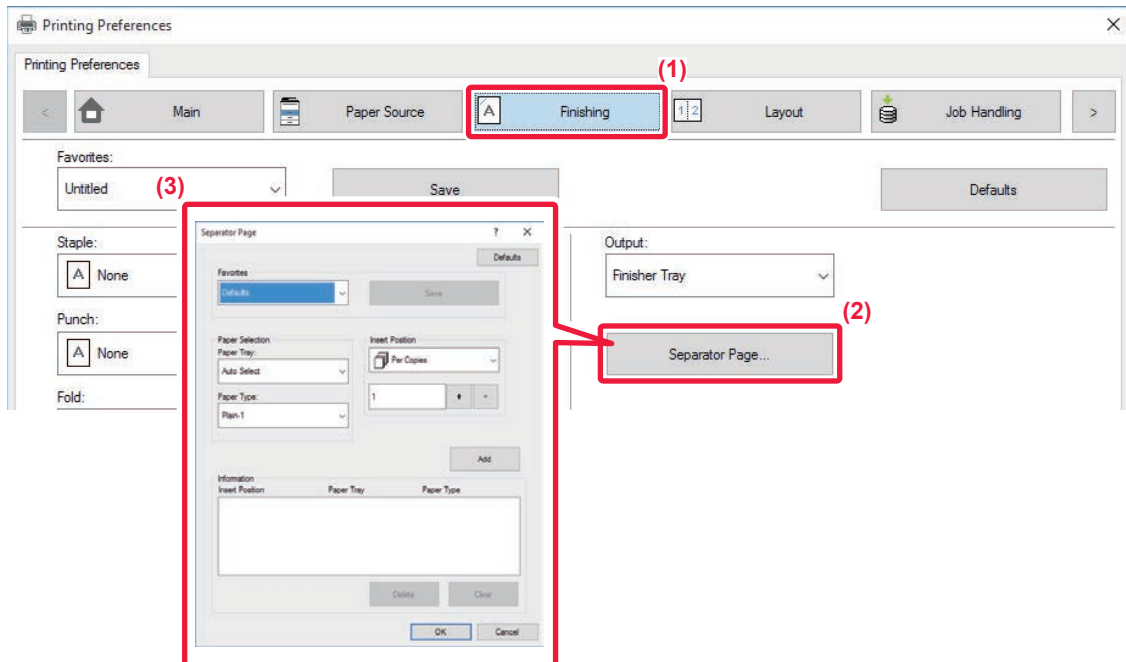 Printing Preferences
Printing Preferences
(1)
< Main Paper Source A Finishing 1 2 Layout Job Handling >
Favorites:
Untitled
(3)
Save
Defaults
Separator Page ? ×
Defaults
Favorites
Defaults Save
Paper Selection
Paper Tray:
Auto Select
Paper Type:
Plain-1
Insert Position
Per Copies
1 + -
Add
Information
Insert Position Paper Tray Paper Type
Delete Clear
OK Cancel
Staple:
A None
Punch:
A None
Fold:
Output:
Finisher Tray
(2)
Separator Page...